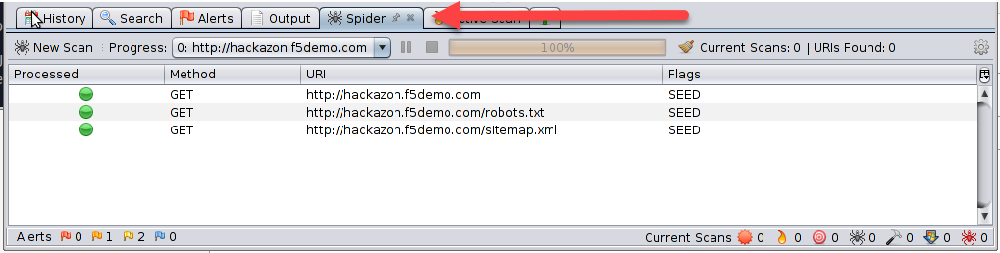 History Search Alerts Output Spider Active Scan
New Scan Progress: 0: http://hackazon.f5demo.com 100% Current Scans: 0 | URIs Found: 0
Processed Method URI Flags
GET http://hackazon.f5demo.com SEED
GET http://hackazon.f5demo.com/robots.txt SEED
GET http://hackazon.f5demo.com/sitemap.xml SEED
Alerts 0 1 2 0 Current Scans 0 0 0 0 0 0 0